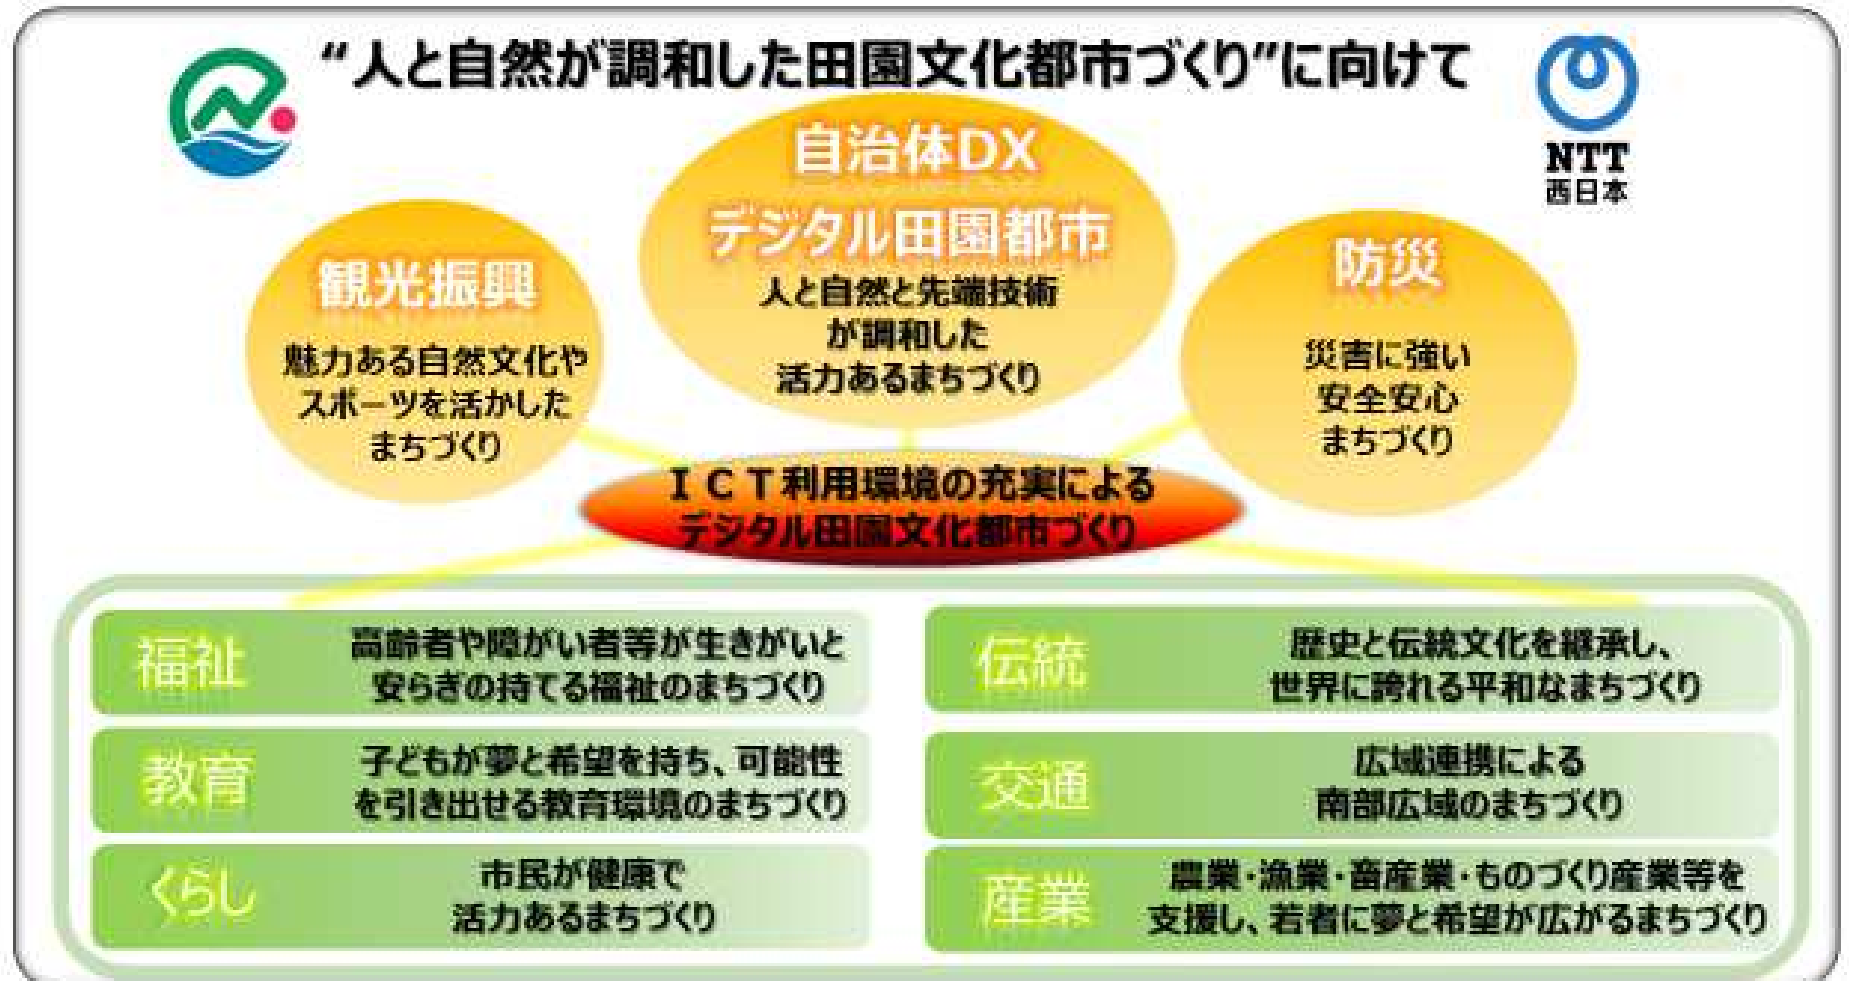 “人と自然が調和した田園文化都市づくり”に向けて
NTT
西日本
自治体DX
デジタル田園都市
人と自然と先端技術
が調和した
活力あるまちづくり
観光振興
魅力ある自然文化や
スポーツを活かした
まちづくり
防災
災害に強い
安全安心
まちづくり
ＩＣＴ利用環境の充実による
デジタル田園文化都市づくり
福祉
高齢者や障がい者等が生きがいと
安らぎの持てる福祉のまちづくり
教育
子どもが夢と希望を持ち、可能性
を引き出せる教育環境のまちづくり
くらし
市民が健康で
活力あるまちづくり
伝統
歴史と伝統文化を継承し、
世界に誇れる平和なまちづくり
交通
広域連携による
南部広域のまちづくり
産業
農業・漁業・畜産業・ものづくり産業等を
支援し、若者に夢と希望が広がるまちづくり